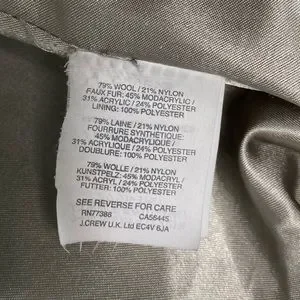 79% WOOL / 21% NYLON
FAUX FUR: 45% MODACRYLIC /
31% ACRYLIC / 24% POLYESTER
LINING: 100% POLYESTER
79% LAINE / 21% NYLON
FOURRURE SYNTHETIQUE:
45% MODACRYLIQUE /
31% ACRYLIQUE / 24% POLYESTER
DOUBLURE: 100% POLYESTER
79% WOLLE / 21% NYLON
KUNSTPELZ: 45% MODACRYL /
31% ACRYL / 24% POLYESTER
FUTTER: 100% POLYESTER
SEE REVERSE FOR CARE
RN77388 CA56445
J.CREW U.K. Ltd EC4V 6JA